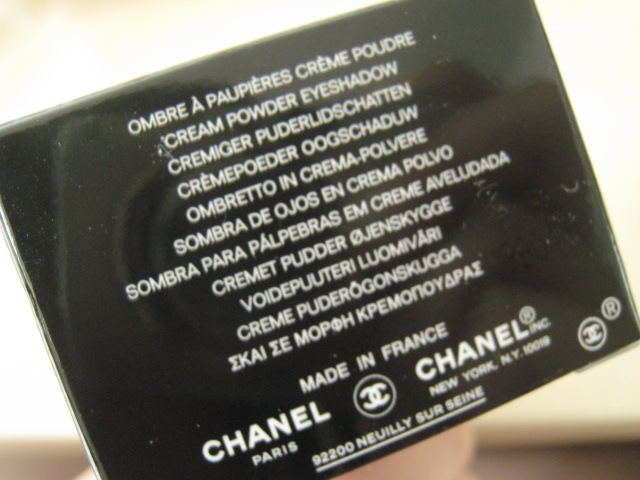 OMBRE À PAUPIÈRES CRÈME POUDRE
CREAM POWDER EYESHADOW
CREMIGER PUDERLIDSCHATTEN
CRÈMEPOEDER OOGSCHADUW
OMBRETTO IN CREMA-POLVERE
SOMBRA DE OJOS EN CREMA POLVO
SOMBRA PARA PÁLPEBRAS EM CREME AVELUDADA
CREMET PUDDER ØJENSKYGGE
VOIDEPUUTERI LUOMIVÄRI
CREME PUDERÖGONSKUGGA
ΣΚΑΙ ΣΕ ΜΟΡΦΗ ΚΡΕΜΟΠΟΥΔΡΑΣ
MADE IN FRANCE
CHANEL
PARIS
CHANEL® INC.
NEW YORK. N.Y. 10019
®
92200 NEUILLY SUR SEINE